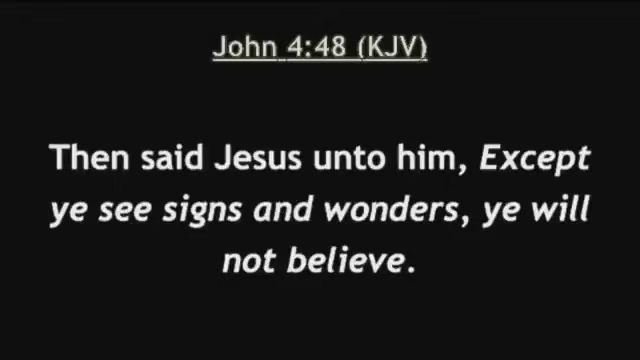 John 4:48 (KJV)
Then said Jesus unto him, Except
ye see signs and wonders, ye will
not believe.